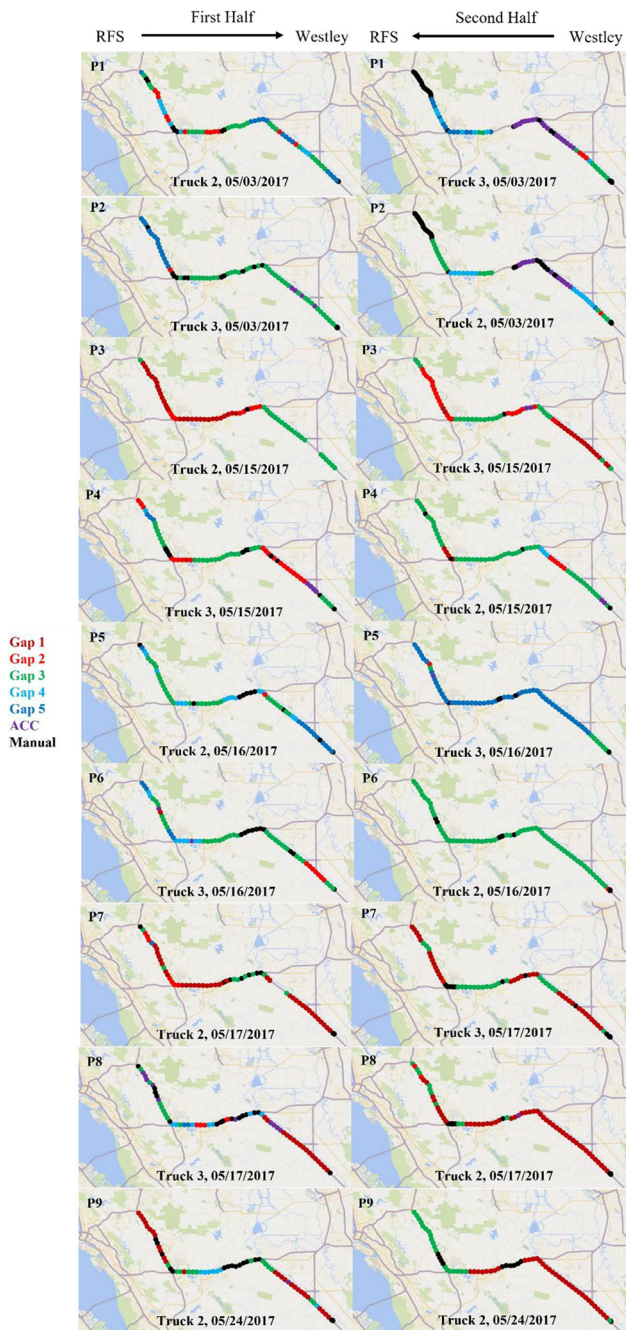 First Half
Second Half
RFS
Westley
RFS
Westley
P1
Truck 2, 05/03/2017
P1
Truck 3, 05/03/2017
P2
Truck 3, 05/03/2017
P2
Truck 2, 05/03/2017
P3
Truck 2, 05/15/2017
P3
Truck 3, 05/15/2017
P4
Truck 3, 05/15/2017
P4
Truck 2, 05/15/2017
Gap 1
Gap 2
Gap 3
Gap 4
Gap 5
ACC
Manual
P5
Truck 2, 05/16/2017
P5
Truck 3, 05/16/2017
P6
Truck 3, 05/16/2017
P6
Truck 2, 05/16/2017
P7
Truck 2, 05/17/2017
P7
Truck 3, 05/17/2017
P8
Truck 3, 05/17/2017
P8
Truck 2, 05/17/2017
P9
Truck 2, 05/24/2017
P9
Truck 2, 05/24/2017